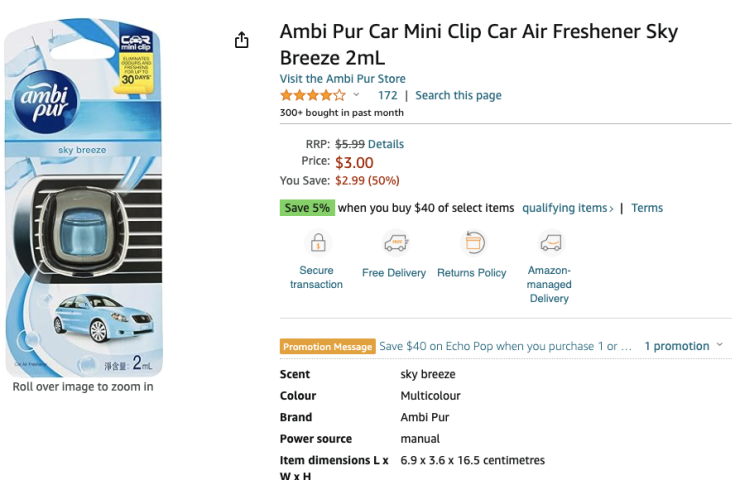 CAR
mini clip
ELIMINATES
ODOURS AND
FRESHENS
FOR UP TO
30 DAYS*
ambi
pur
sky breeze
淨含量: 2mL
Roll over image to zoom in
Ambi Pur Car Mini Clip Car Air Freshener Sky
Breeze 2mL
Visit the Ambi Pur Store
172 | Search this page
300+ bought in past month
RRP: $5.99 Details
Price: $3.00
You Save: $2.99 (50%)
Save 5% when you buy $40 of select items qualifying items› | Terms
Secure
transaction
Free Delivery
Returns Policy
Amazon-
managed
Delivery
Promotion Message Save $40 on Echo Pop when you purchase 1 or … 1 promotion
Scent sky breeze
Colour Multicolour
Brand Ambi Pur
Power source manual
Item dimensions L x 6.9 x 3.6 x 16.5 centimetres
W x H